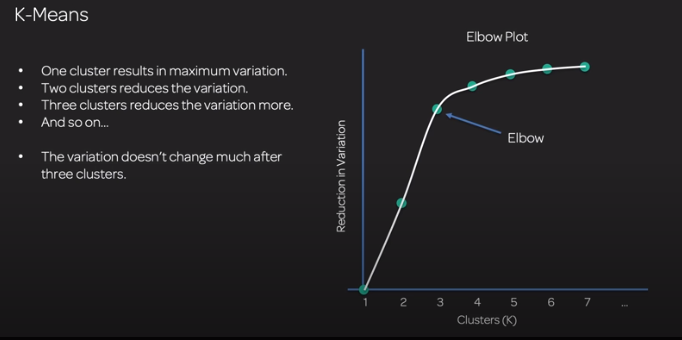 K-Means
• One cluster results in maximum variation.
• Two clusters reduces the variation.
• Three clusters reduces the variation more.
• And so on...
• The variation doesn't change much after
three clusters.
Elbow Plot
Reduction in Variation
Elbow
1 2 3 4 5 6 7 ...
Clusters (K)